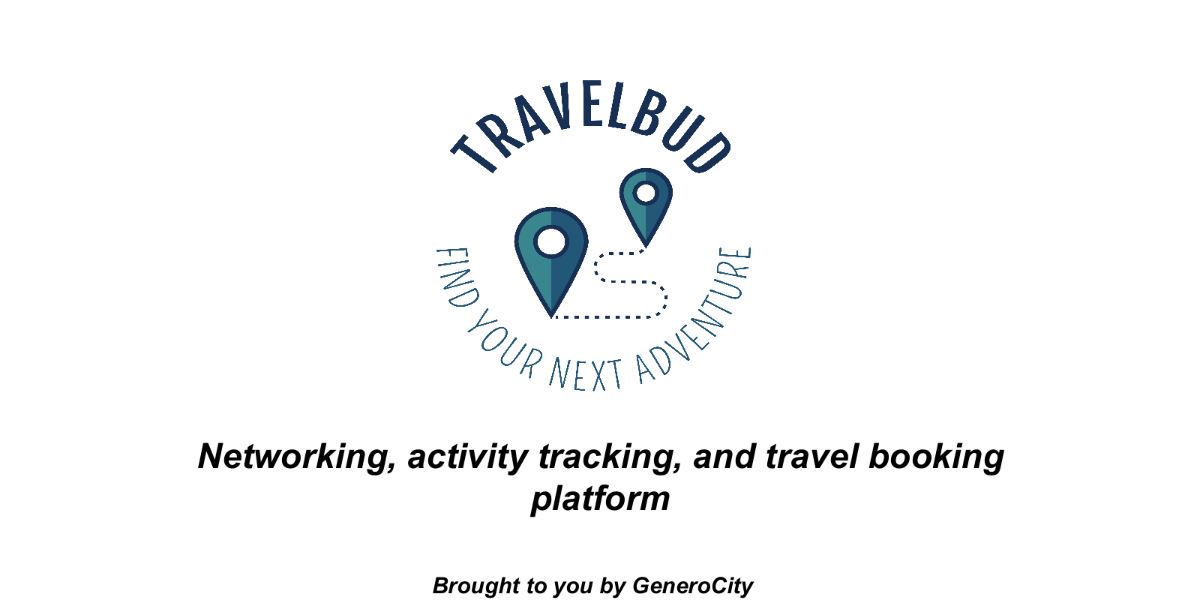 TRAVELBUD
FIND YOUR NEXT ADVENTURE
Networking, activity tracking, and travel booking
platform
Brought to you by GeneroCity